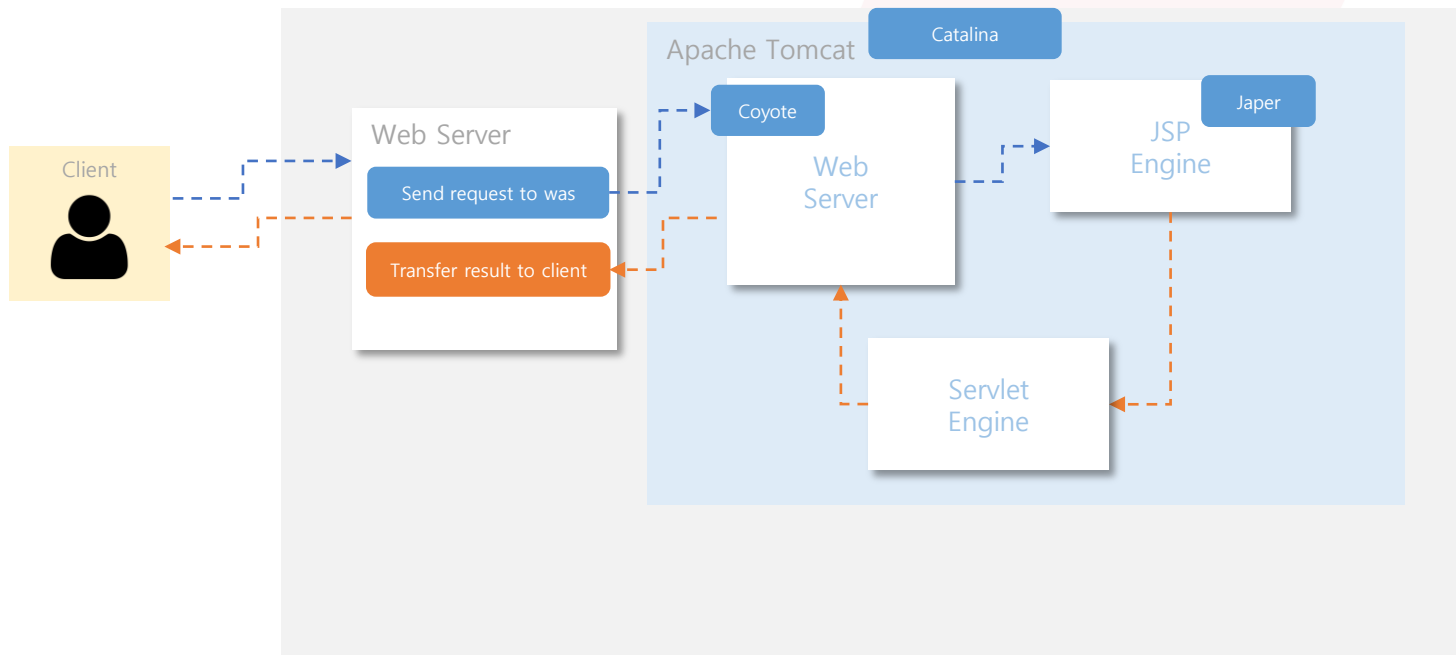 Catalina
Apache Tomcat
Japer
Coyote
Web Server
JSP
Engine
Client
Web
Server
Send request to was
Transfer result to client
Servlet
Engine